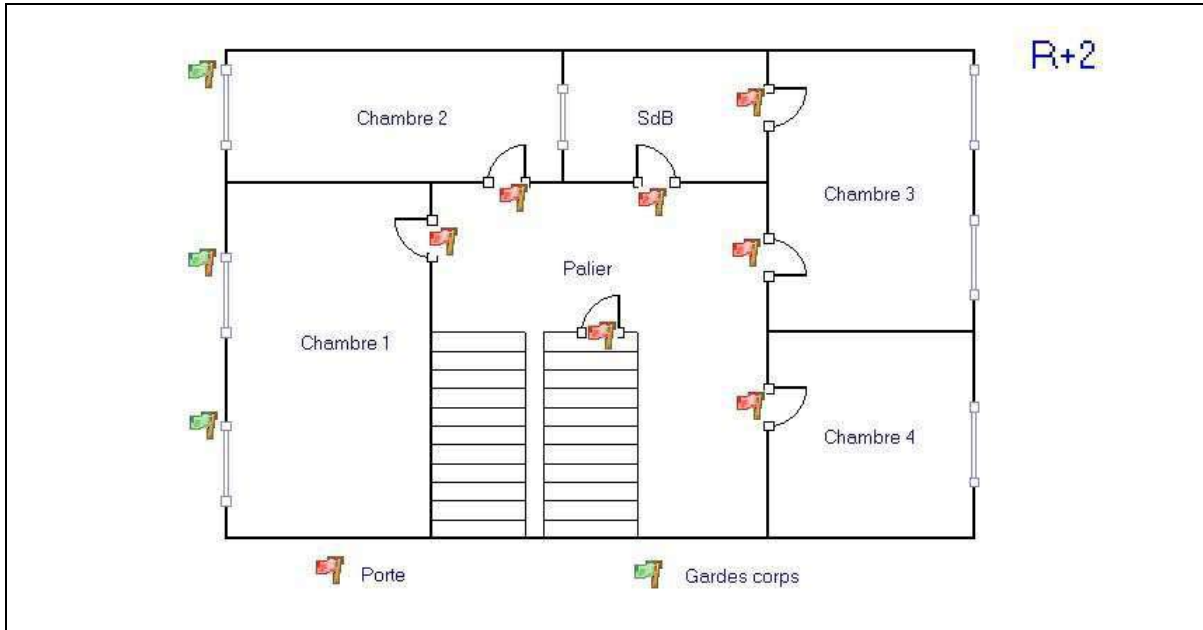 R+2
Chambre 2
SdB
Chambre 3
Palier
Chambre 1
Chambre 4
Porte
Gardes corps